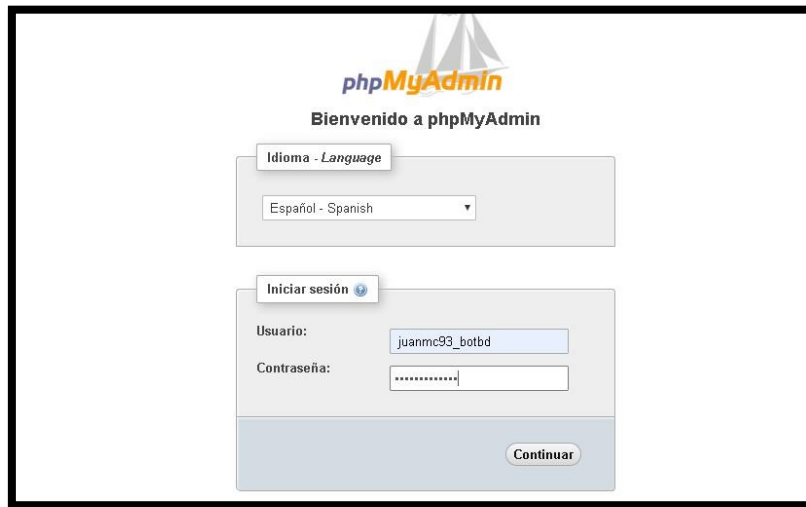 phpMyAdmin
Bienvenido a phpMyAdmin
Idioma - Language
Español - Spanish
Iniciar sesión
Usuario:
juanmc93_botbd
Contraseña:
•••••••••••••
Continuar